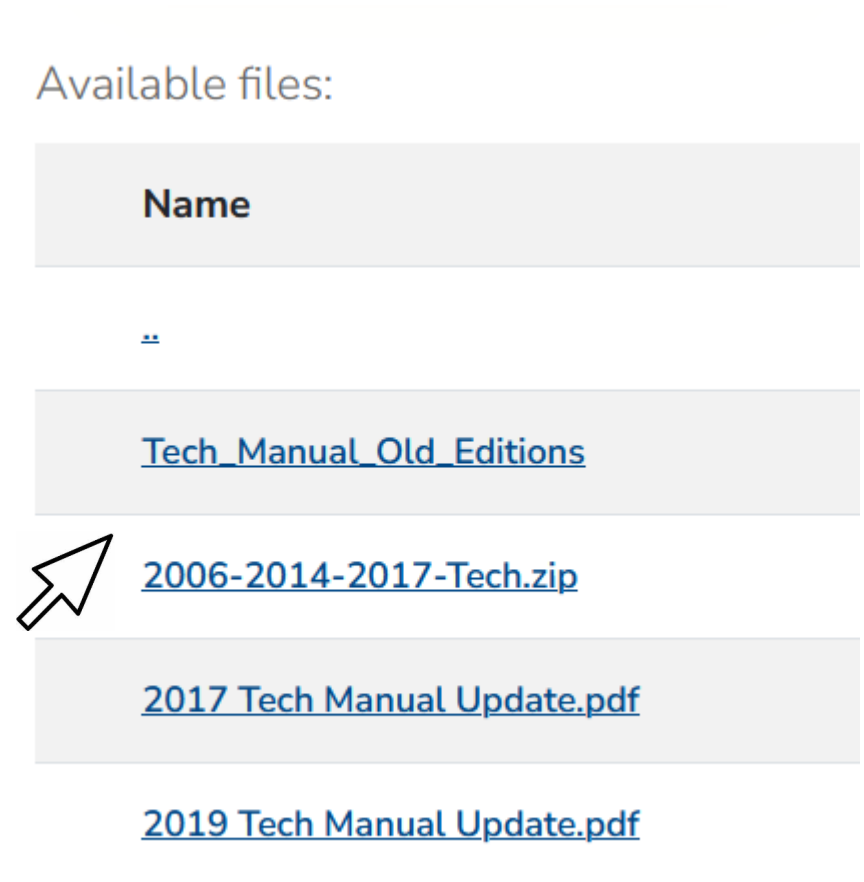 Available files:
Name
..
Tech_Manual_Old_Editions
2006-2014-2017-Tech.zip
2017 Tech Manual Update.pdf
2019 Tech Manual Update.pdf